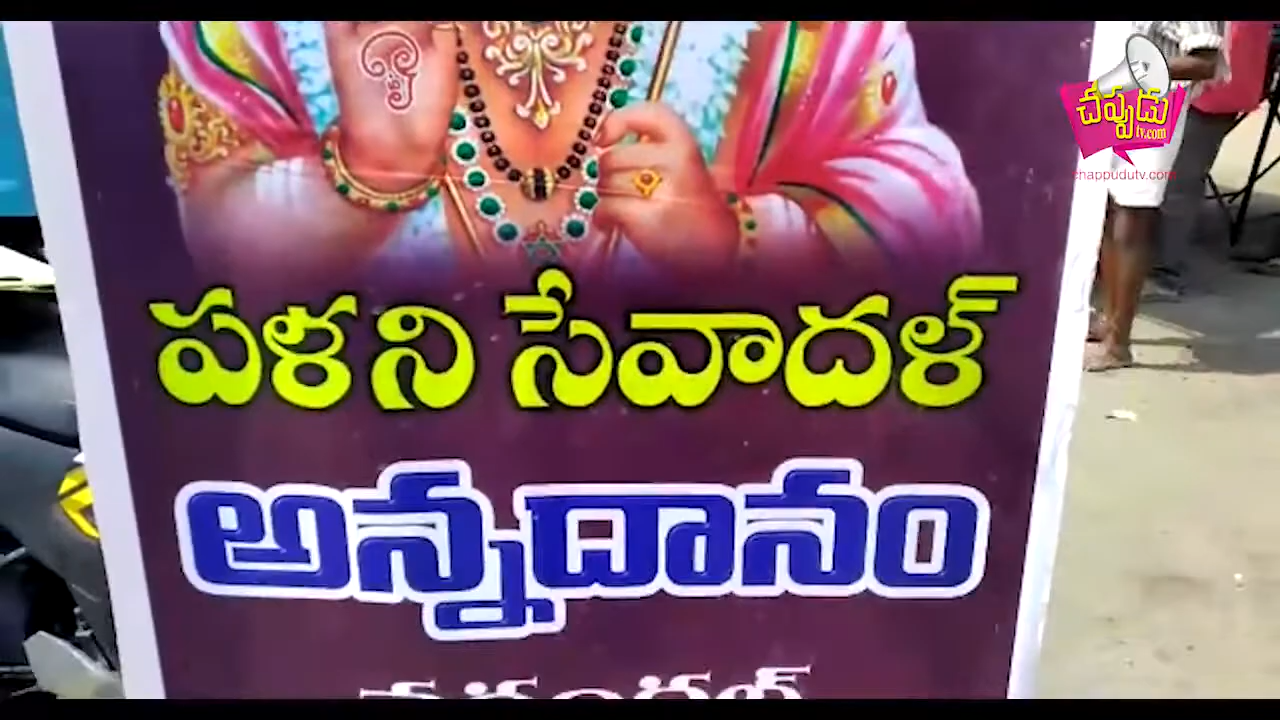 చప్పుడు
tv.com
chappudutv.com
పళని సేవాదళ్
అన్నదానం